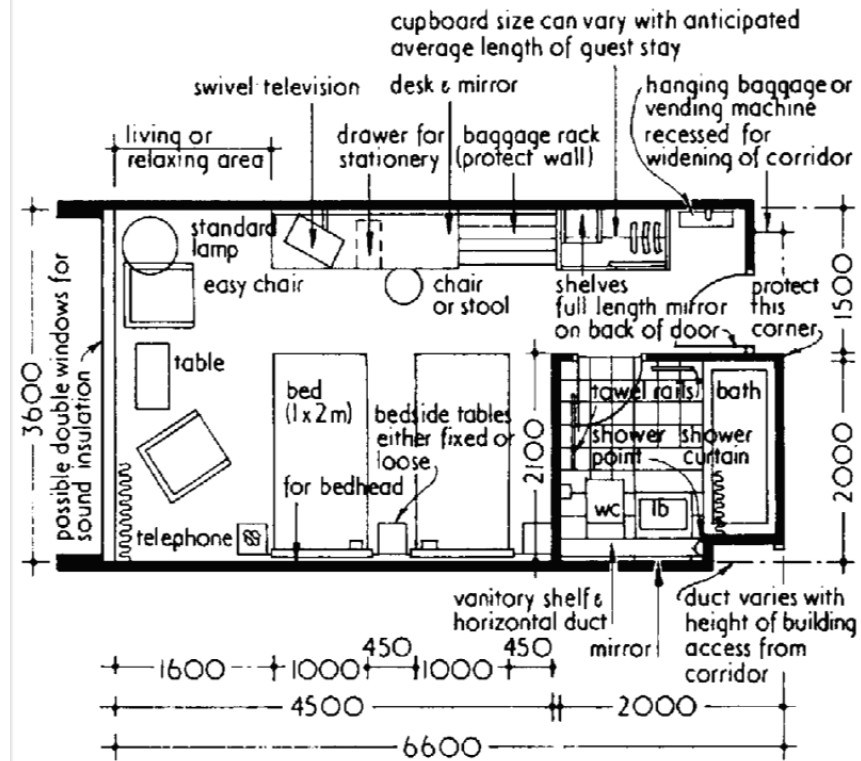 cupboard size can vary with anticipated
average length of guest stay
swivel television
desk & mirror
hanging baggage or
vending machine
recessed for
widening of corridor
living or
relaxing area
drawer for
stationery
baggage rack
(protect wall)
standard
lamp
easy chair
chair
or stool
shelves
full length mirror
on back of door
protect
this
corner
1500
3600
possible double windows for
sound insulation
table
bed
(1x2m)
bedside tables
either fixed or
loose
2100
towel rails
bath
shower
point
shower
curtain
2000
for bedhead
wc
lb
telephone
vanitory shelf &
horizontal duct
mirror
duct varies with
height of building
access from
corridor
450
450
1600
1000
1000
4500
2000
6600